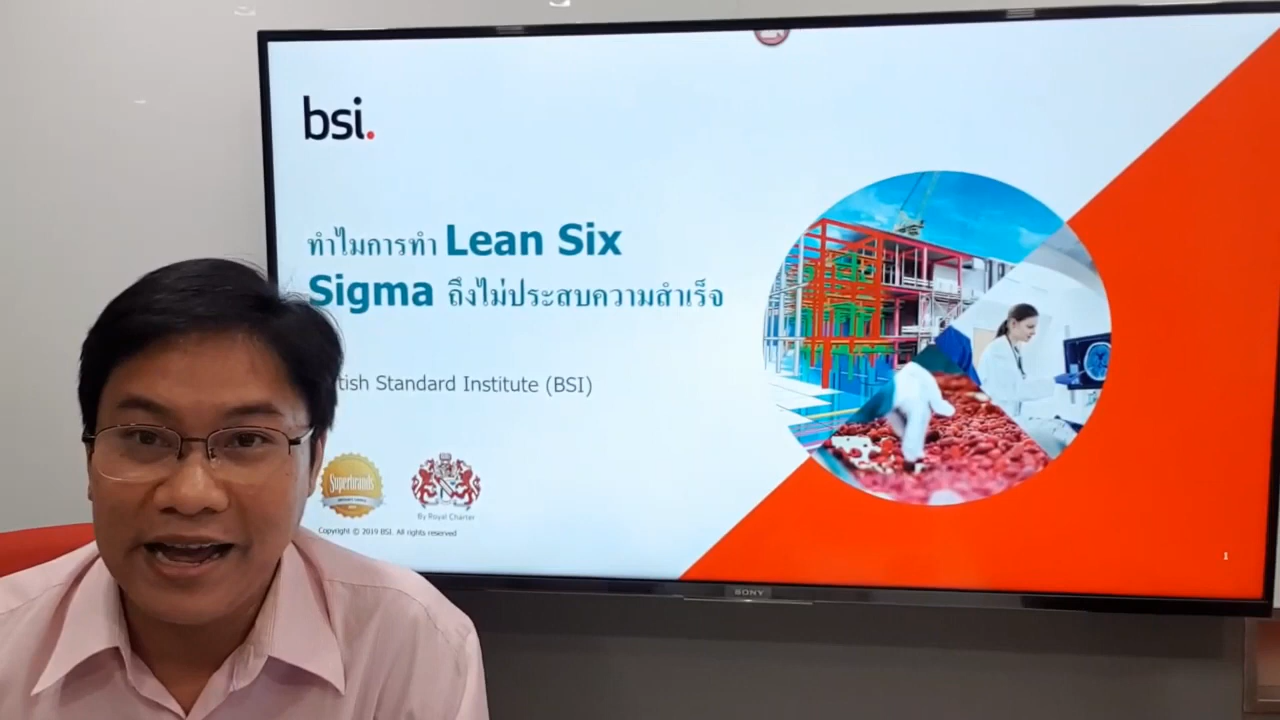 bsi.
ทำไมการทำ Lean Six
Sigma ถึงไม่ประสบความสำเร็จ
tish Standard Institute (BSI)
Superbrands
By Royal Charter
Copyright © 2019 BSI. All rights reserved
1
SONY